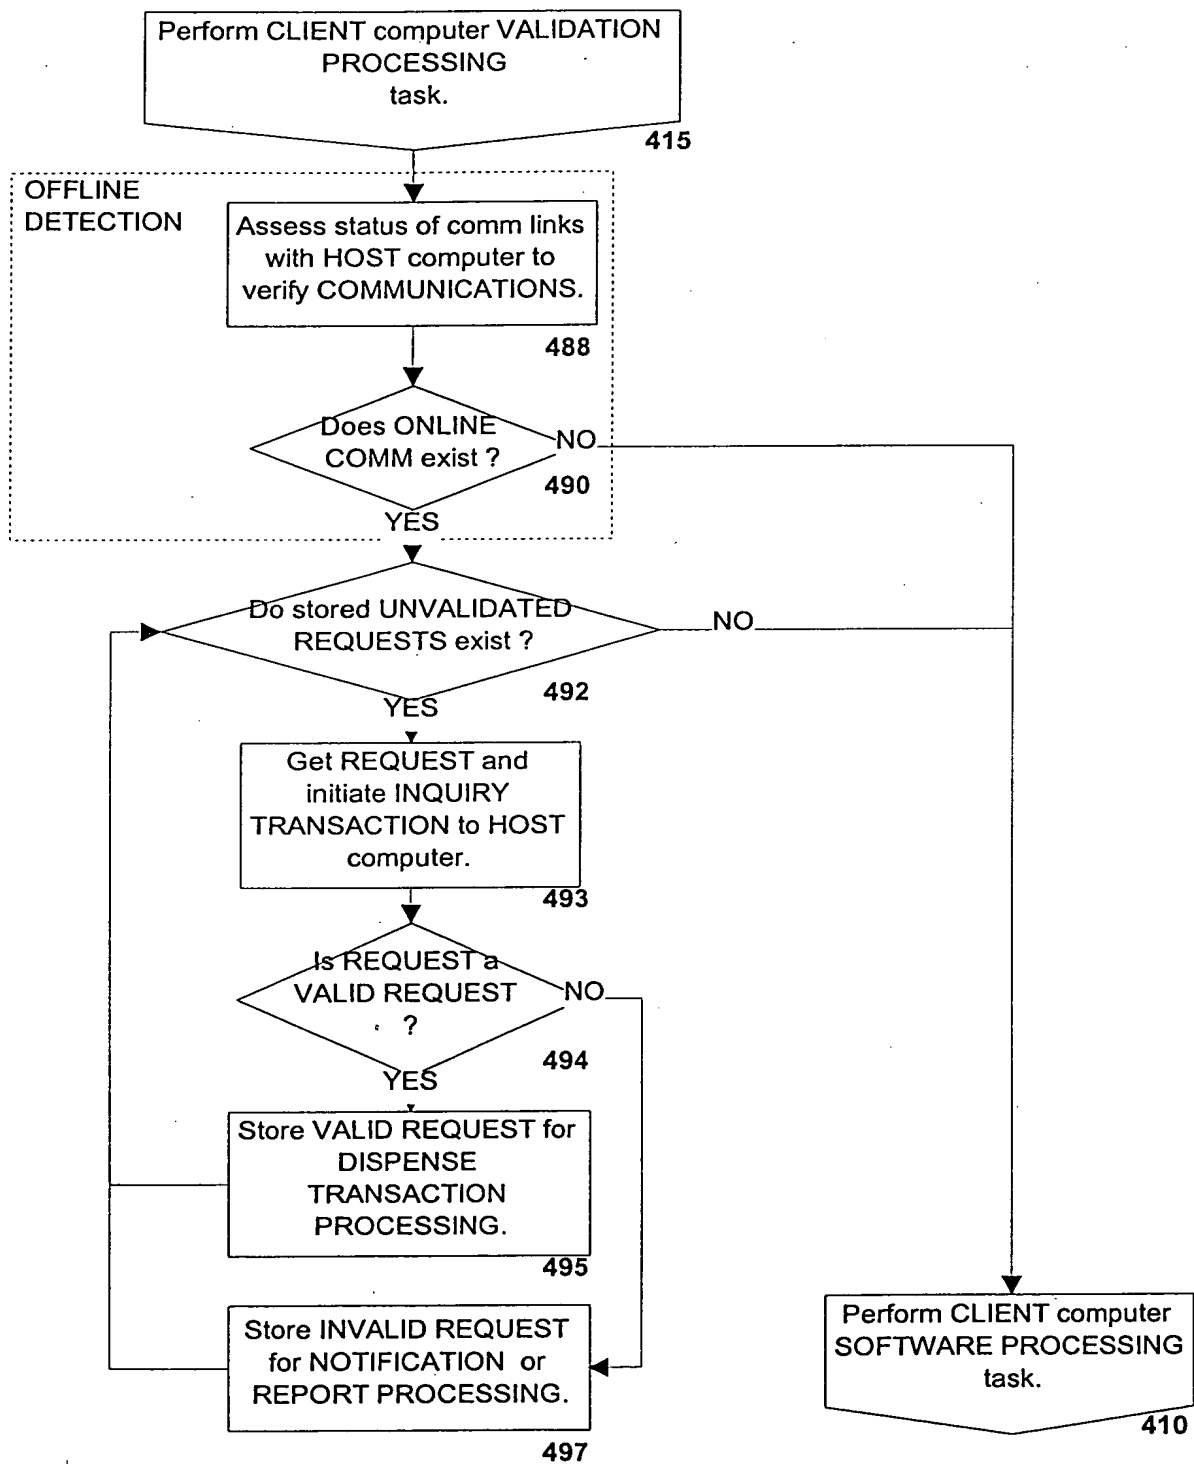 Perform CLIENT computer VALIDATION
PROCESSING
task.
415
OFFLINE
DETECTION
Assess status of comm links
with HOST computer to
verify COMMUNICATIONS.
488
Does ONLINE
COMM exist ?
NO
490
YES
Do stored UNVALIDATED
REQUESTS exist ?
NO
492
YES
Get REQUEST and
initiate INQUIRY
TRANSACTION to HOST
computer.
493
Is REQUEST a
VALID REQUEST
?
NO
494
YES
Store VALID REQUEST for
DISPENSE
TRANSACTION
PROCESSING.
495
Store INVALID REQUEST
for NOTIFICATION or
REPORT PROCESSING.
497
Perform CLIENT computer
SOFTWARE PROCESSING
task.
410